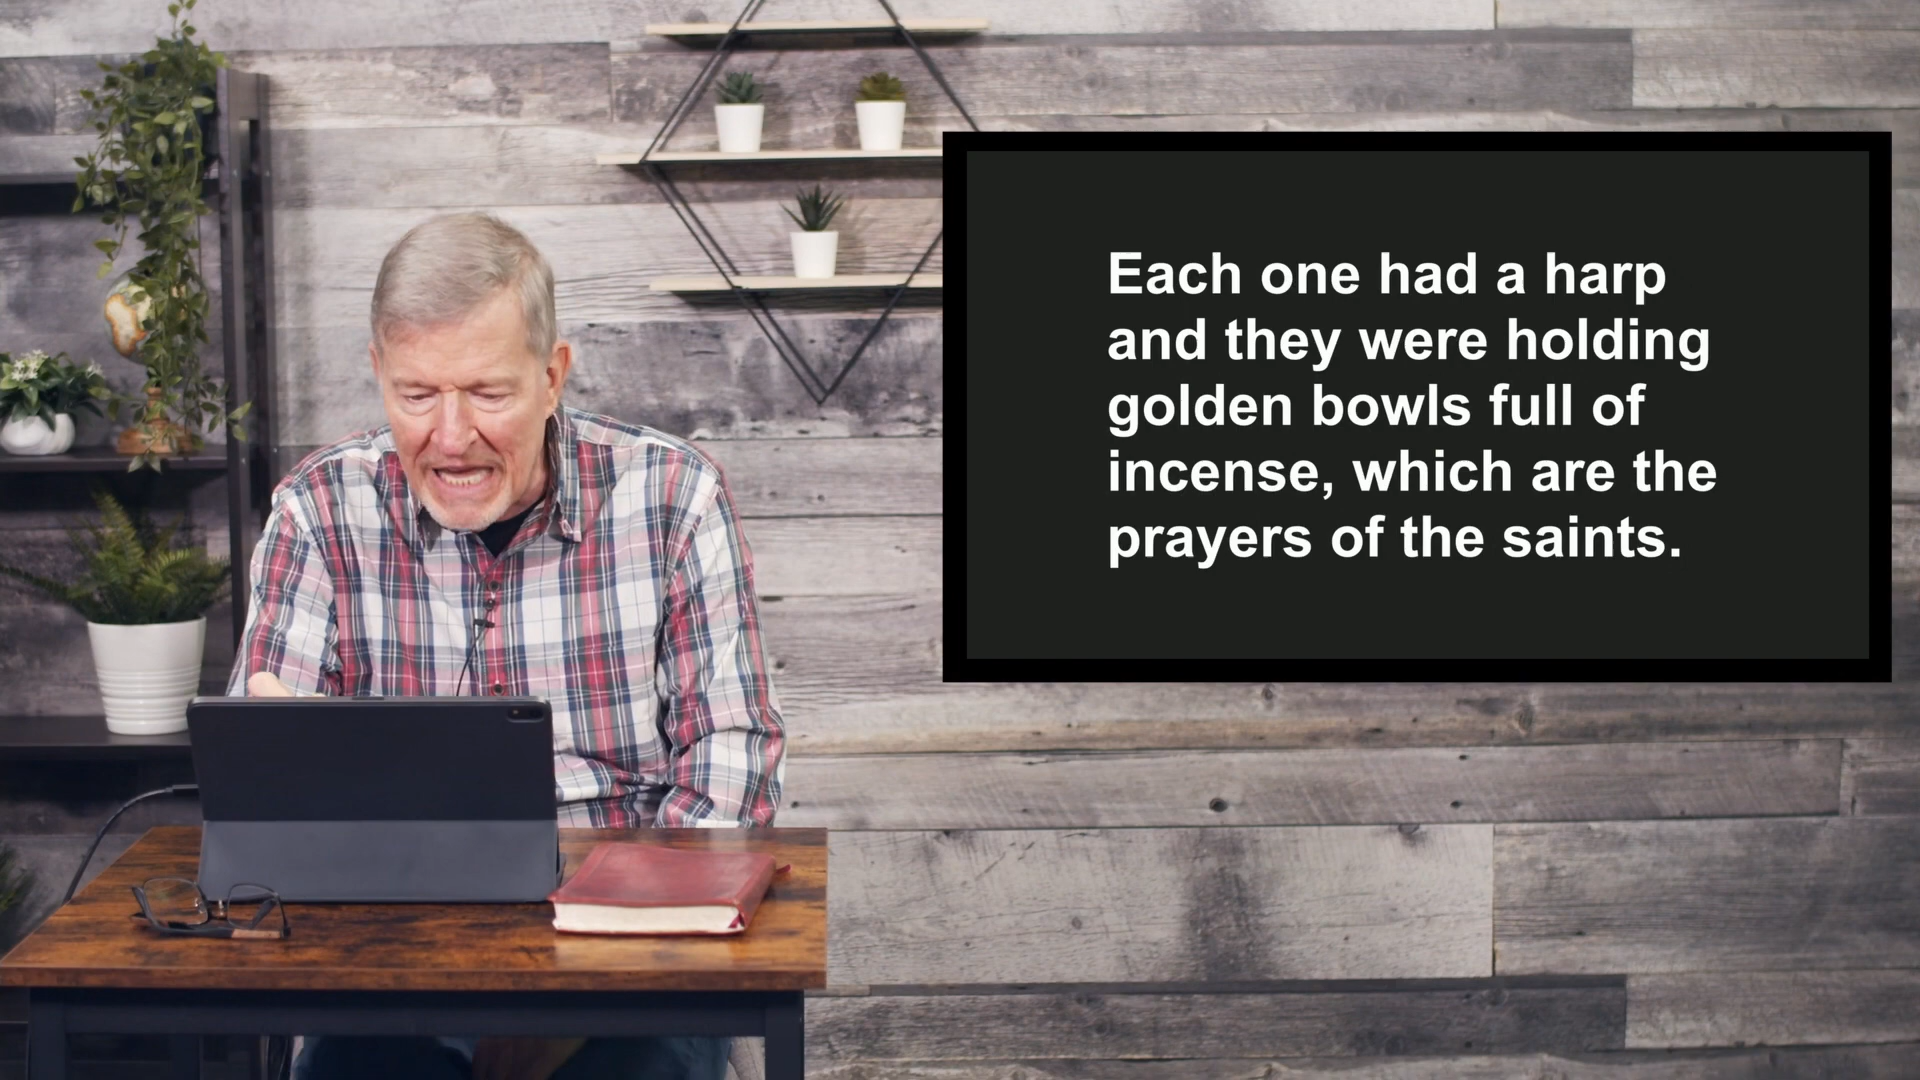 Each one had a harp
and they were holding
golden bowls full of
incense, which are the
prayers of the saints.